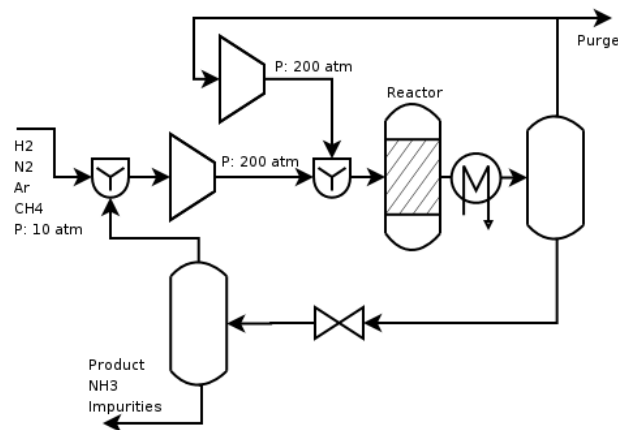 Purge
P: 200 atm
Reactor
H2
N2
Ar
CH4
P: 10 atm
P: 200 atm
Product
NH3
Impurities